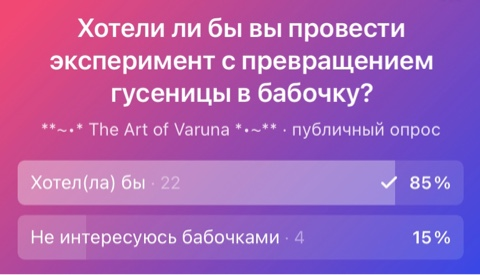 Хотели ли бы вы провести
эксперимент с превращением
гусеницы в бабочку?
**~•* The Art of Varuna *•~** · публичный опрос
Хотел(ла) бы · 22 ✓ 85%
Не интересуюсь бабочками · 4 15%